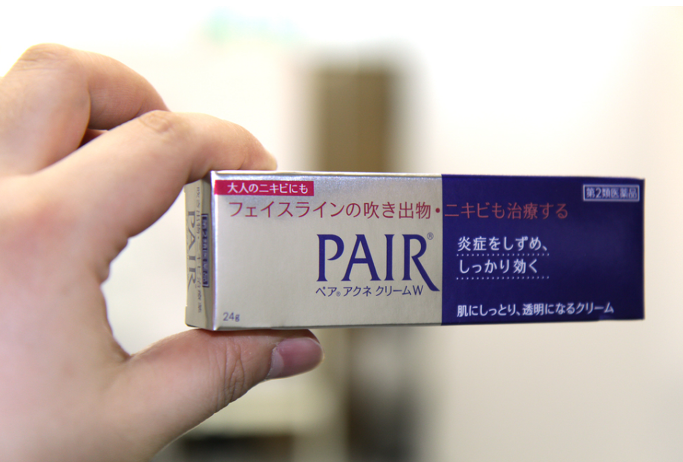 大人のニキビにも
第2類医薬品
フェイスラインの吹き出物・ニキビも治療する
PAIR®
ペア® アクネ クリームW
炎症をしずめ、
しっかり効く
24g
肌にしっとり、透明になるクリーム
PAIR